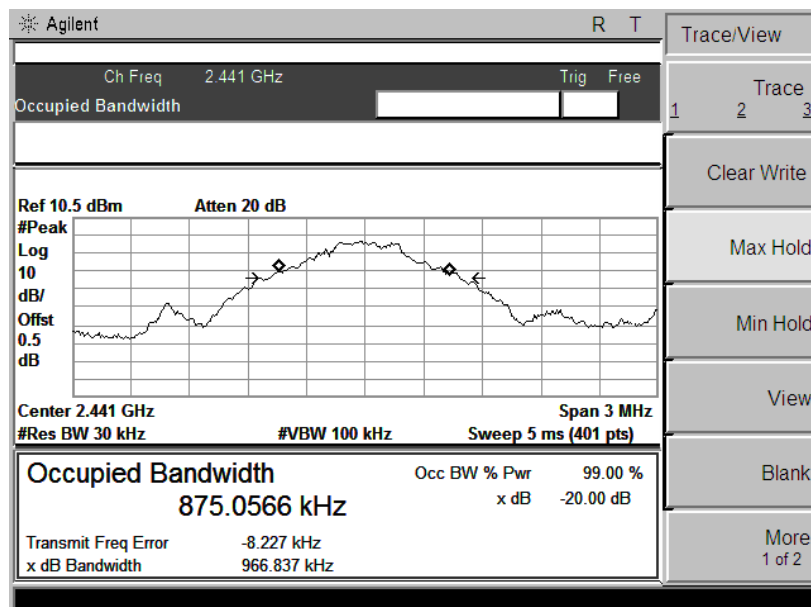 Agilent R T
Trace/View
Ch Freq 2.441 GHz Trig Free
Occupied Bandwidth
Trace
1 2 3
Clear Write
Max Hold
Min Hold
View
Blank
More
1 of 2
Ref 10.5 dBm Atten 20 dB
#Peak
Log
10
dB/
Offst
0.5
dB
Center 2.441 GHz Span 3 MHz
#Res BW 30 kHz #VBW 100 kHz Sweep 5 ms (401 pts)
Occupied Bandwidth
875.0566 kHz
Occ BW % Pwr 99.00 %
x dB -20.00 dB
Transmit Freq Error -8.227 kHz
x dB Bandwidth 966.837 kHz